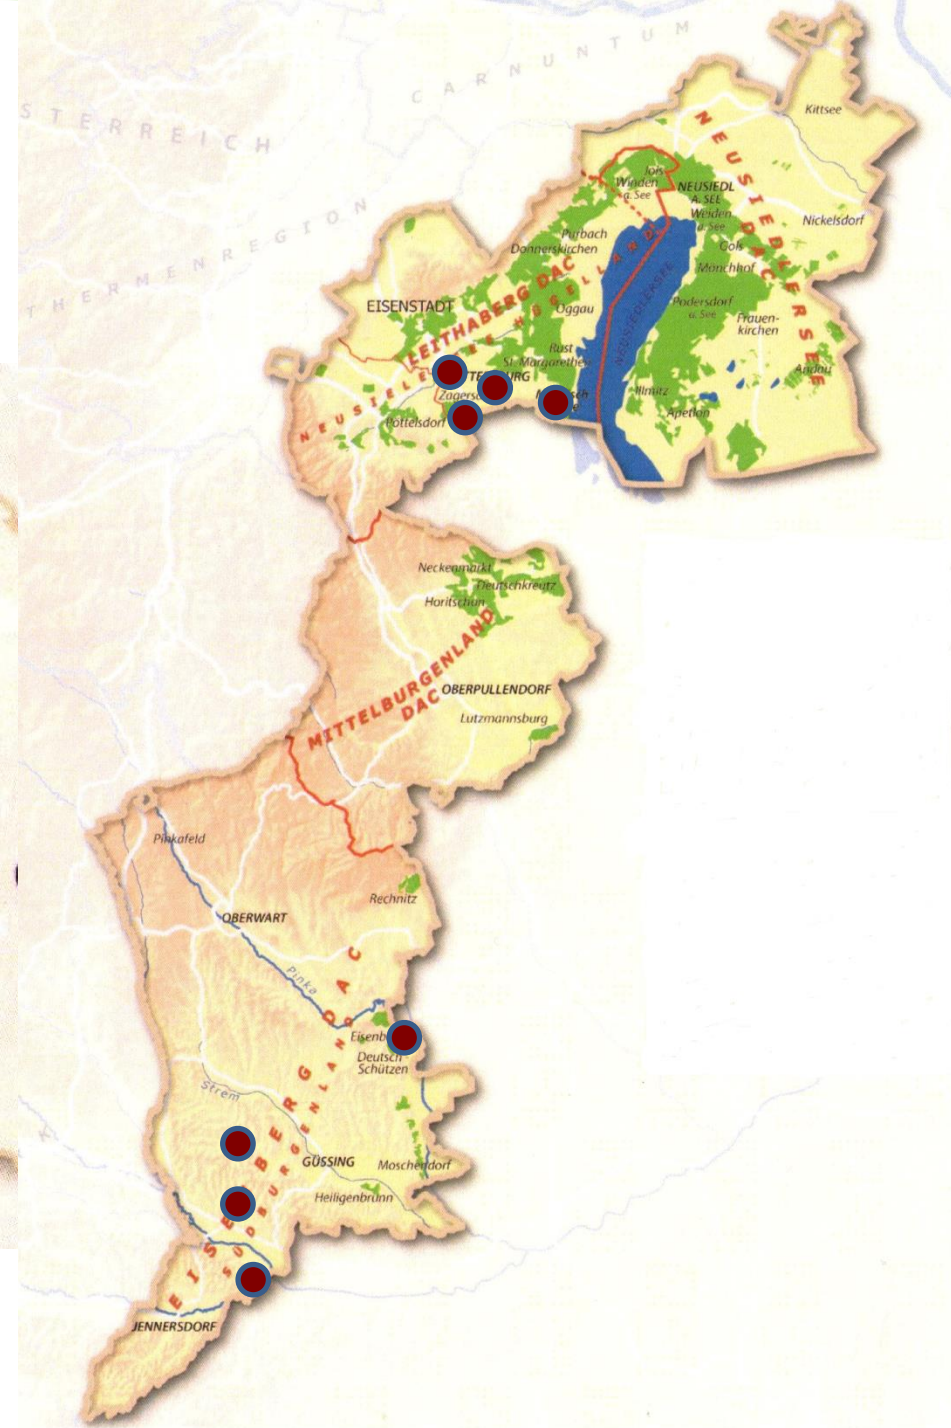 CARNUNTUM
STERREICH
THERMENREGION
Kittsee
NEUSIEDLERSEE
DAC
Jois
Winden
a. See
NEUSIEDL
A. SEE
Weiden
a. See
Nickelsdorf
Purbach
Donnerskirchen
Gols
Mönchhof
EISENSTADT
LEITHABERG DAC
Oggau
NEUSIEDLERSEE
Podersdorf
a. See
Frauen-
kirchen
Rust
St. Margarethen
Andau
Illmitz
Apetlon
Pöttelsdorf
Neckenmarkt
Deutschkreutz
Horitschon
MITTELBURGENLAND
DAC
OBERPULLENDORF
Lutzmannsburg
Pinkafeld
Rechnitz
OBERWART
Pinka
Deutsch
Schützen
Strem
GÜSSING
Moschendorf
Heiligenbrunn
JENNERSDORF